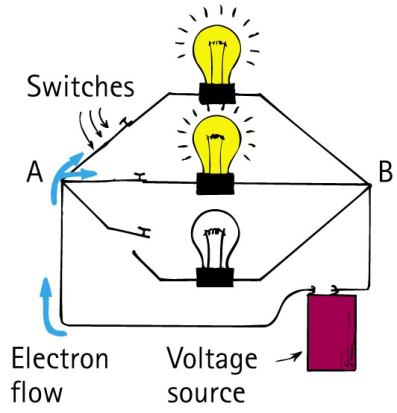 Switches
A
B
Electron
flow
Voltage
source